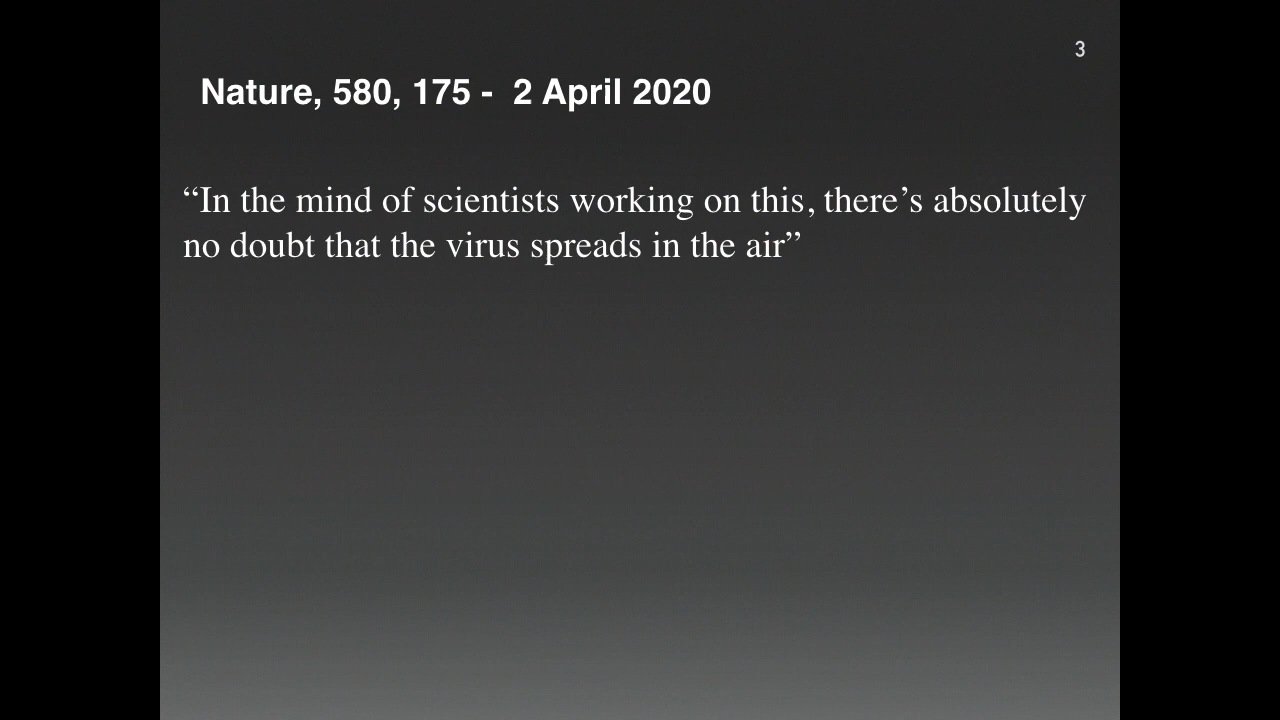 3
Nature, 580, 175 -  2 April 2020
“In the mind of scientists working on this, there’s absolutely
no doubt that the virus spreads in the air”